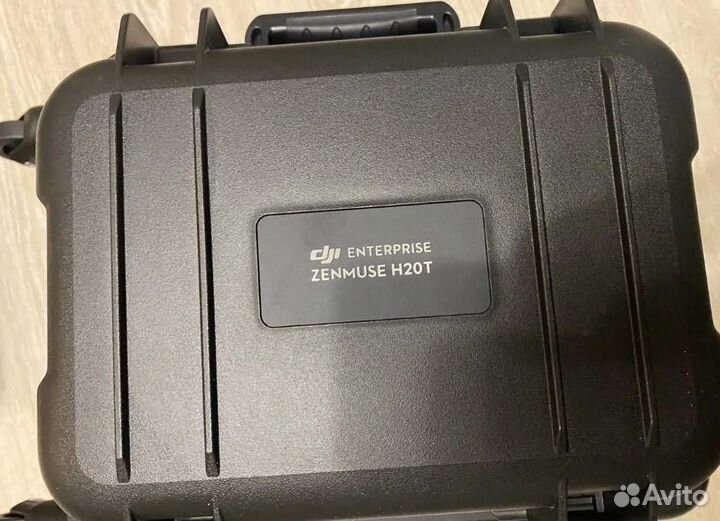 dji ENTERPRISE
ZENMUSE H20T
Avito